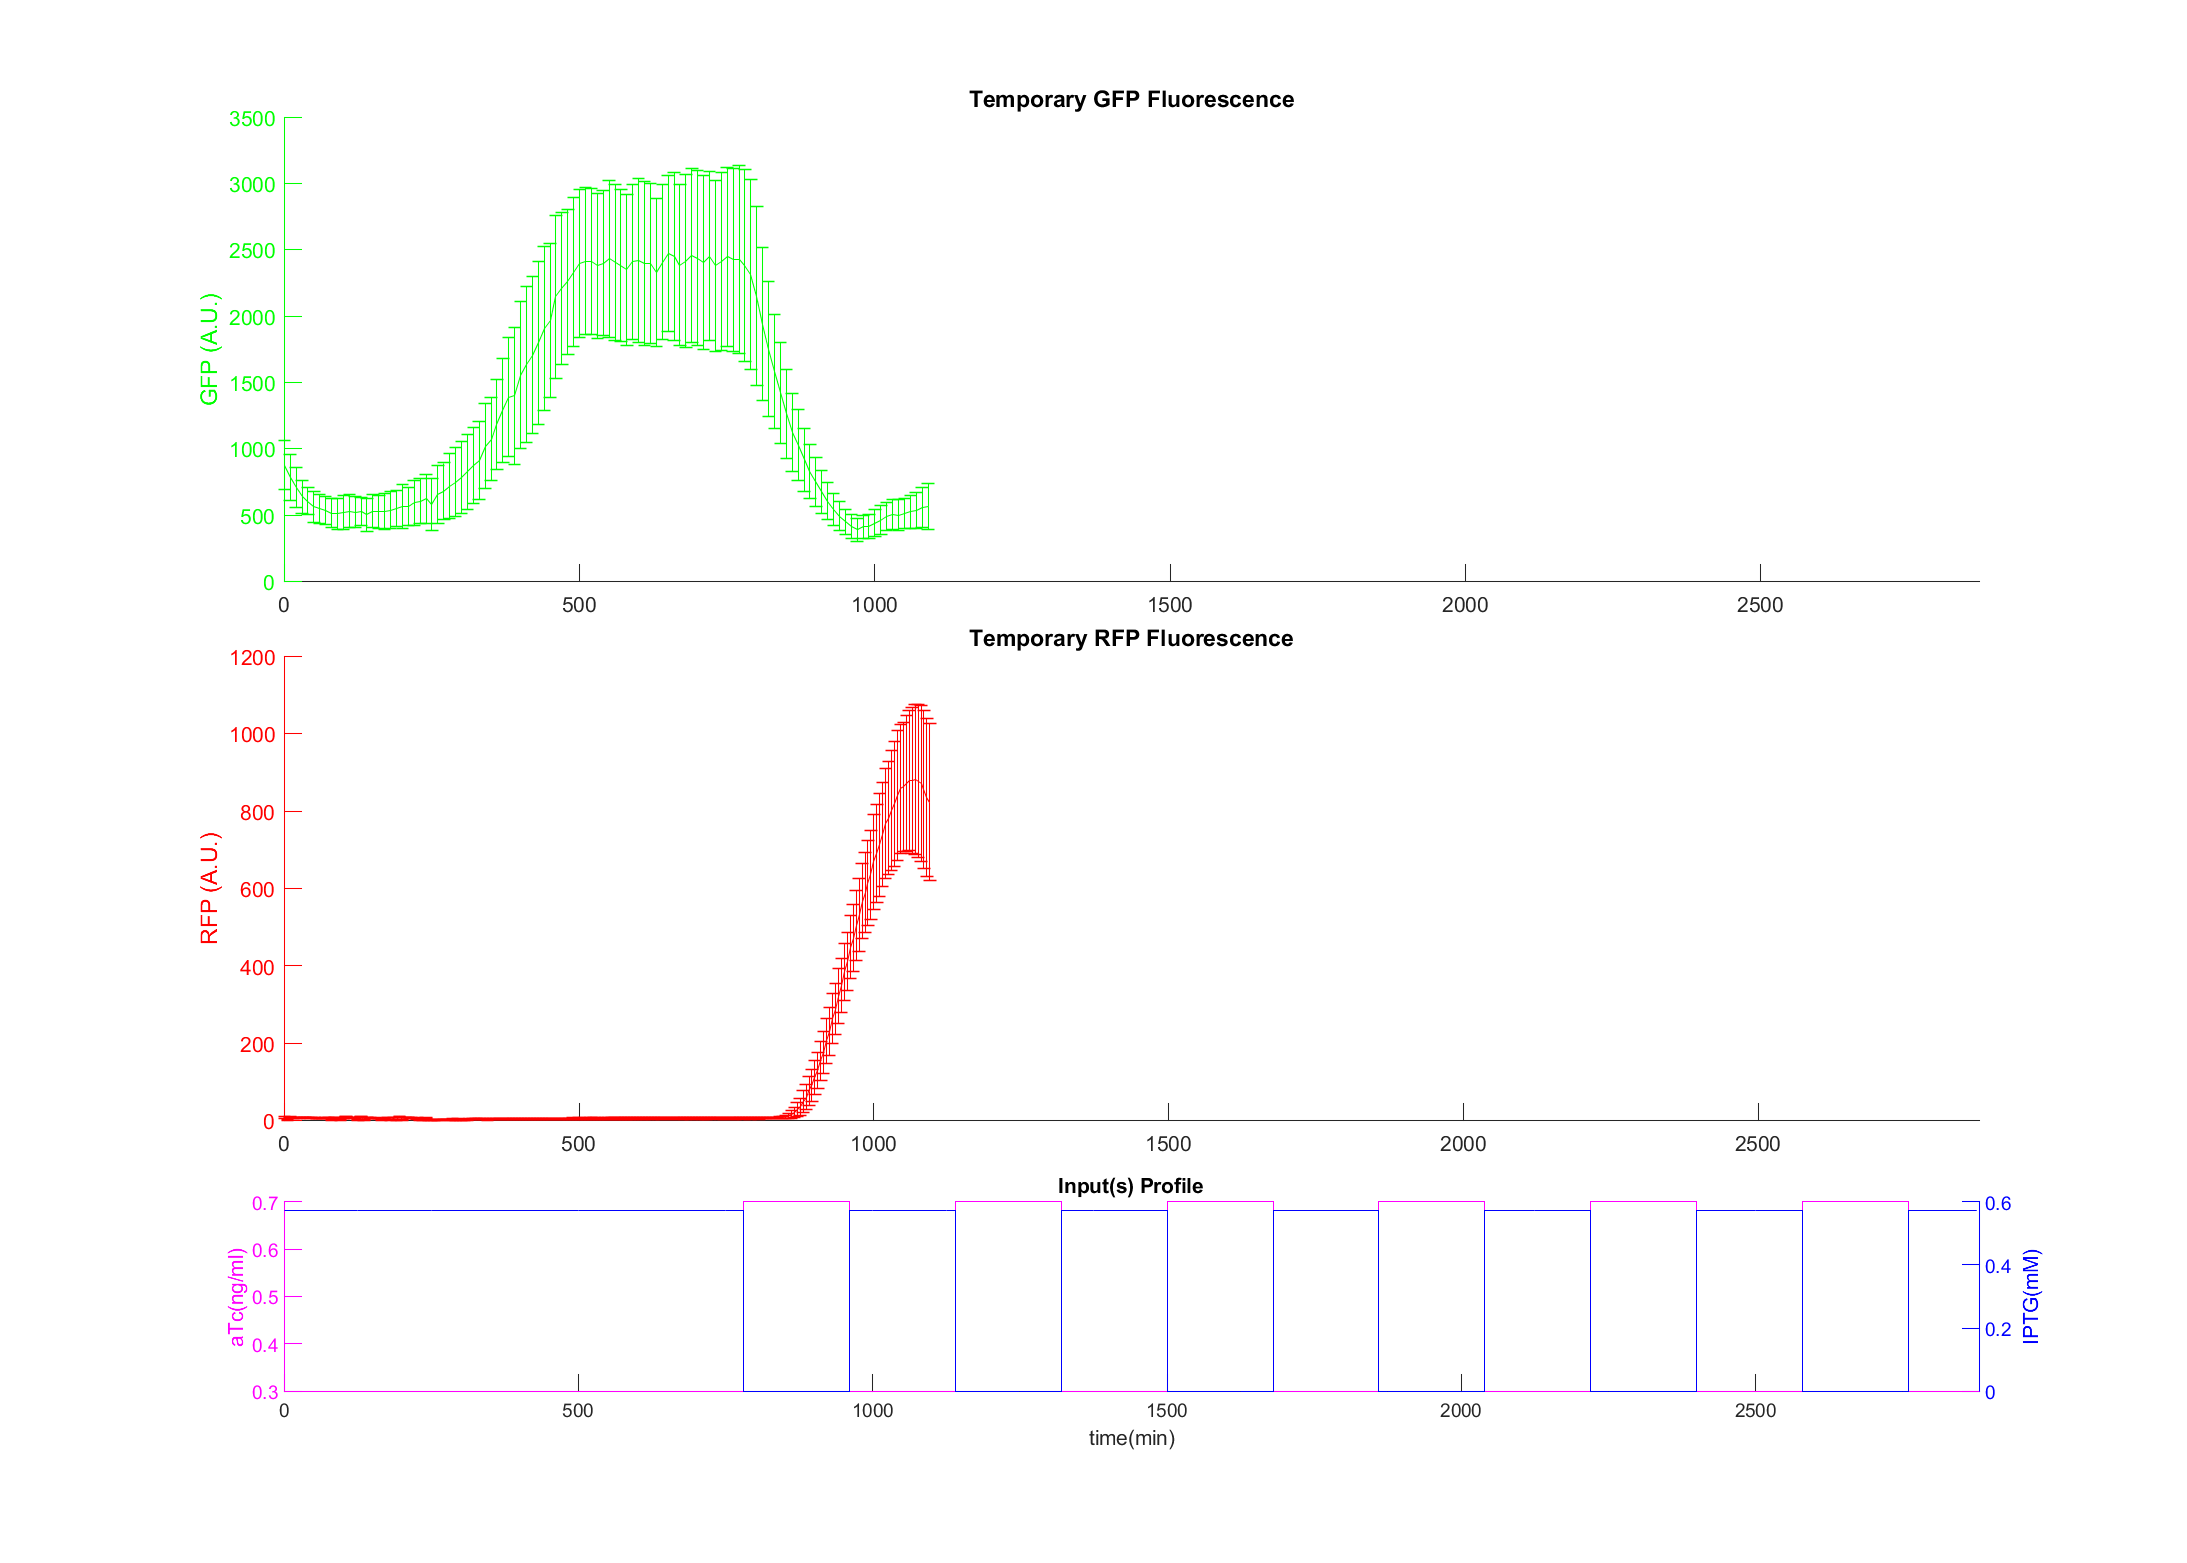 Temporary GFP Fluorescence
3500
3000
2500
2000
1500
1000
500
0
GFP (A.U.)
0 500 1000 1500 2000 2500
Temporary RFP Fluorescence
1200
1000
800
600
400
200
0
RFP (A.U.)
0 500 1000 1500 2000 2500
Input(s) Profile
0.7
0.6
0.5
0.4
0.3
aTc(ng/ml)
0.6
0.4
0.2
0
IPTG(mM)
0 500 1000 1500 2000 2500
time(min)